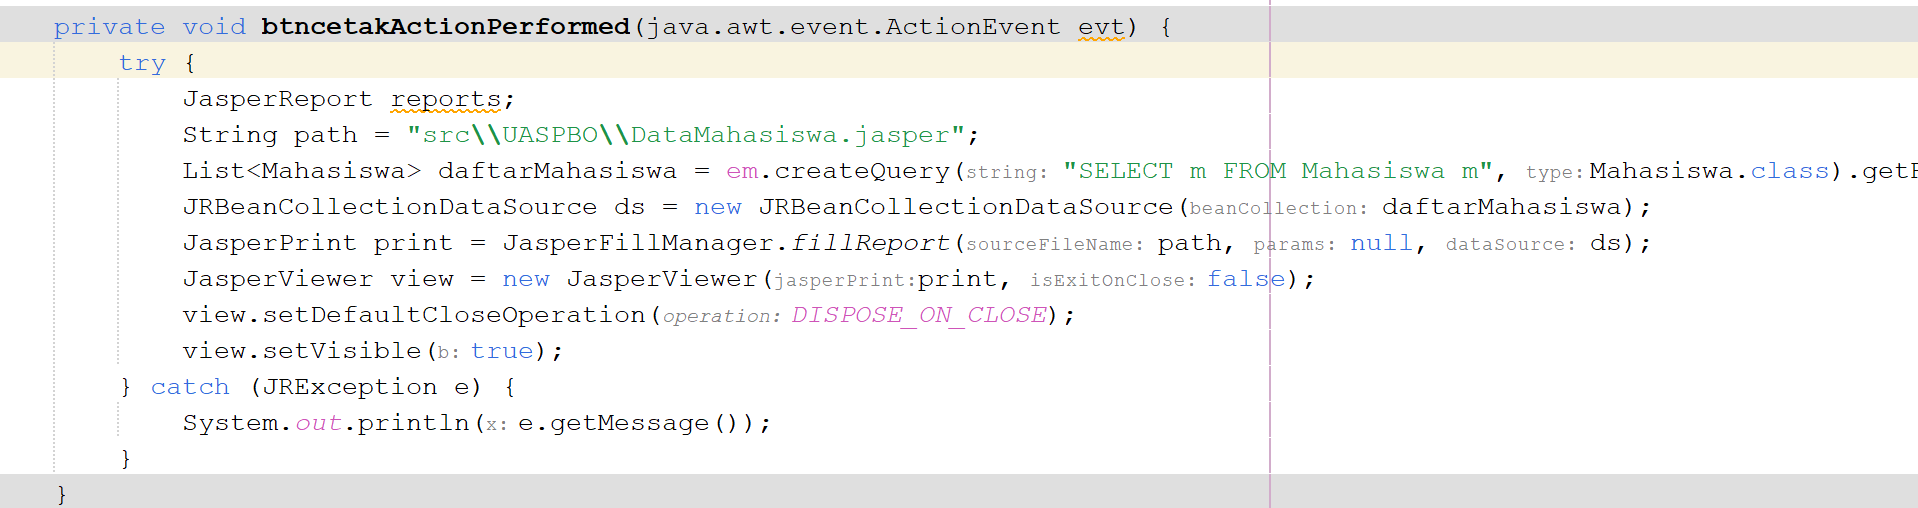 private void btncetakActionPerformed(java.awt.event.ActionEvent evt) {
try {
JasperReport reports;
String path = "src\\UASPBO\\DataMahasiswa.jasper";
List<Mahasiswa> daftarMahasiswa = em.createQuery(string: "SELECT m FROM Mahasiswa m", type: Mahasiswa.class).get
JRBeanCollectionDataSource ds = new JRBeanCollectionDataSource(beanCollection: daftarMahasiswa);
JasperPrint print = JasperFillManager.fillReport(sourceFileName: path, params: null, dataSource: ds);
JasperViewer view = new JasperViewer(jasperPrint: print, isExitOnClose: false);
view.setDefaultCloseOperation(operation: DISPOSE_ON_CLOSE);
view.setVisible(b: true);
} catch (JRException e) {
System.out.println(x: e.getMessage());
}
}